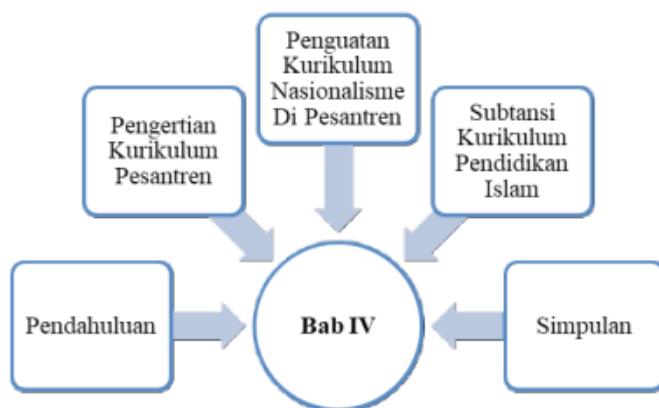 Penguatan
Kurikulum
Nasionalisme
Di Pesantren
Pengertian
Kurikulum
Pesantren
Subtansi
Kurikulum
Pendidikan
Islam
Pendahuluan
Bab IV
Simpulan